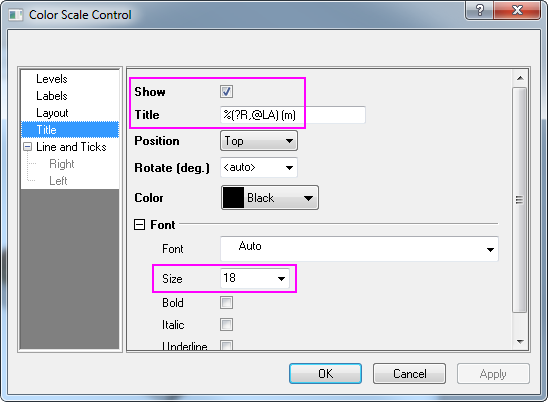 Color Scale Control
Levels
Labels
Layout
Title
Line and Ticks
Right
Left
Show
Title %(?R,@LA) (m)
Position Top
Rotate (deg.) <auto>
Color Black
Font
Font Auto
Size 18
Bold
Italic
Underline
OK Cancel Apply